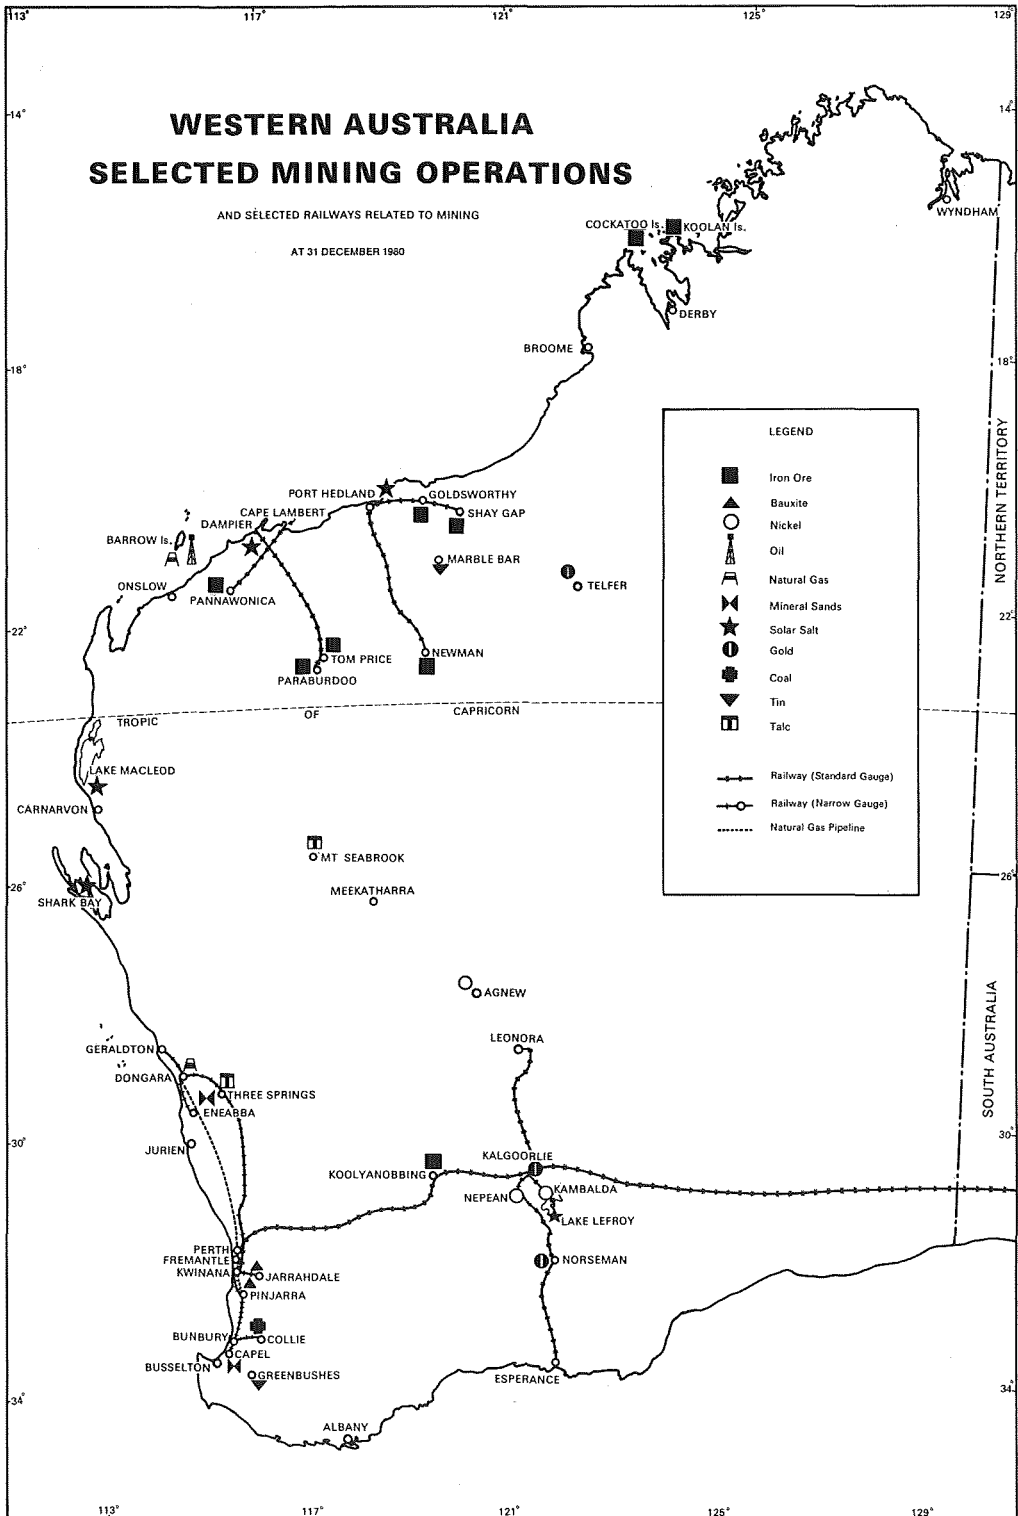 113°
117°
121°
125°
129°
14°
14°
WESTERN AUSTRALIA
SELECTED MINING OPERATIONS
AND SELECTED RAILWAYS RELATED TO MINING
AT 31 DECEMBER 1980
WYNDHAM
COCKATOO Is.
KOOLAN Is.
DERBY
BROOME
18°
18°
LEGEND
Iron Ore
Bauxite
Nickel
Oil
Natural Gas
Mineral Sands
Solar Salt
Gold
Coal
Tin
Talc
Railway (Standard Gauge)
Railway (Narrow Gauge)
Natural Gas Pipeline
NORTHERN TERRITORY
SOUTH AUSTRALIA
PORT HEDLAND
GOLDSWORTHY
CAPE LAMBERT
SHAY GAP
DAMPIER
BARROW Is.
MARBLE BAR
ONSLOW
TELFER
PANNAWONICA
22°
22°
NEWMAN
TOM PRICE
PARABURDOO
TROPIC OF CAPRICORN
LAKE MACLEOD
CARNARVON
MT SEABROOK
26°
26°
MEEKATHARRA
SHARK BAY
AGNEW
LEONORA
GERALDTON
DONGARA
THREE SPRINGS
ENEABBA
30°
30°
JURIEN
KALGOORLIE
KOOLYANOBBING
KAMBALDA
NEPEAN
LAKE LEFROY
PERTH
FREMANTLE
NORSEMAN
KWINANA
JARRAHDALE
PINJARRA
BUNBURY
COLLIE
CAPEL
BUSSELTON
GREENBUSHES
ESPERANCE
34°
34°
ALBANY
113°
117°
121°
125°
129°